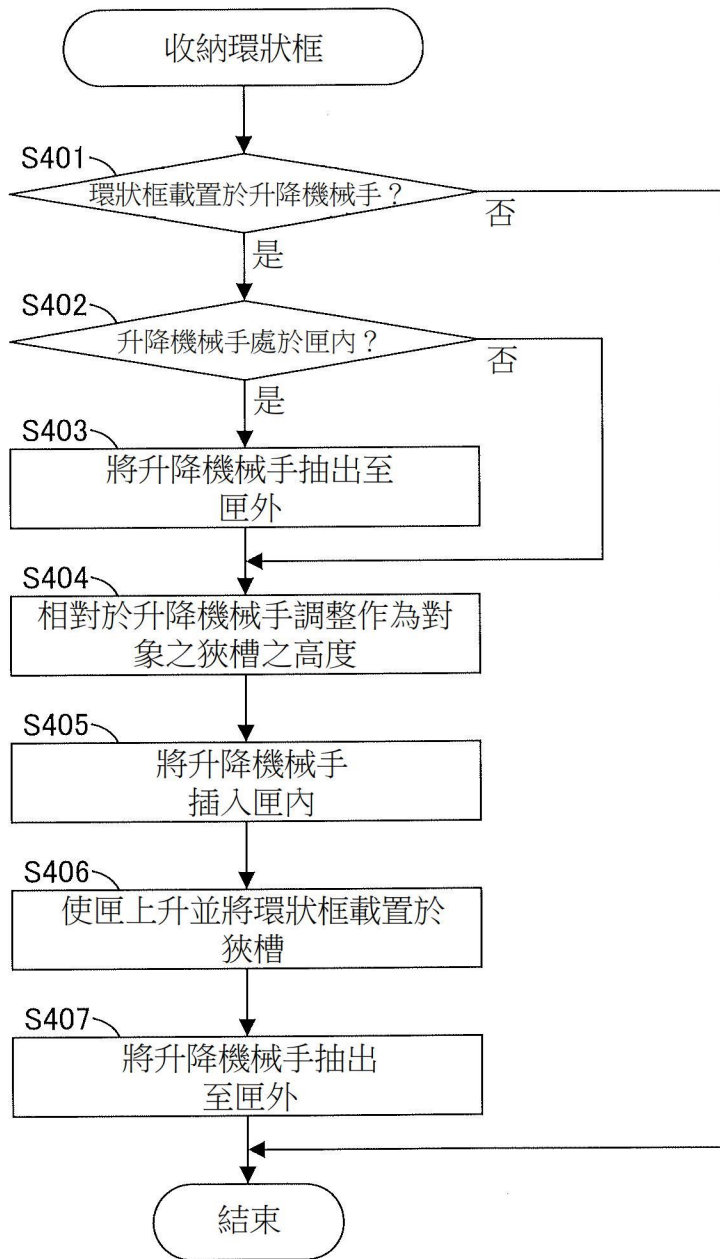 收納環狀框
S401
環狀框載置於升降機械手？
否
是
S402
升降機械手處於匣內？
否
是
S403
將升降機械手抽出至
匣外
S404
相對於升降機械手調整作為對
象之狹槽之高度
S405
將升降機械手
插入匣內
S406
使匣上升並將環狀框載置於
狹槽
S407
將升降機械手抽出
至匣外
結束